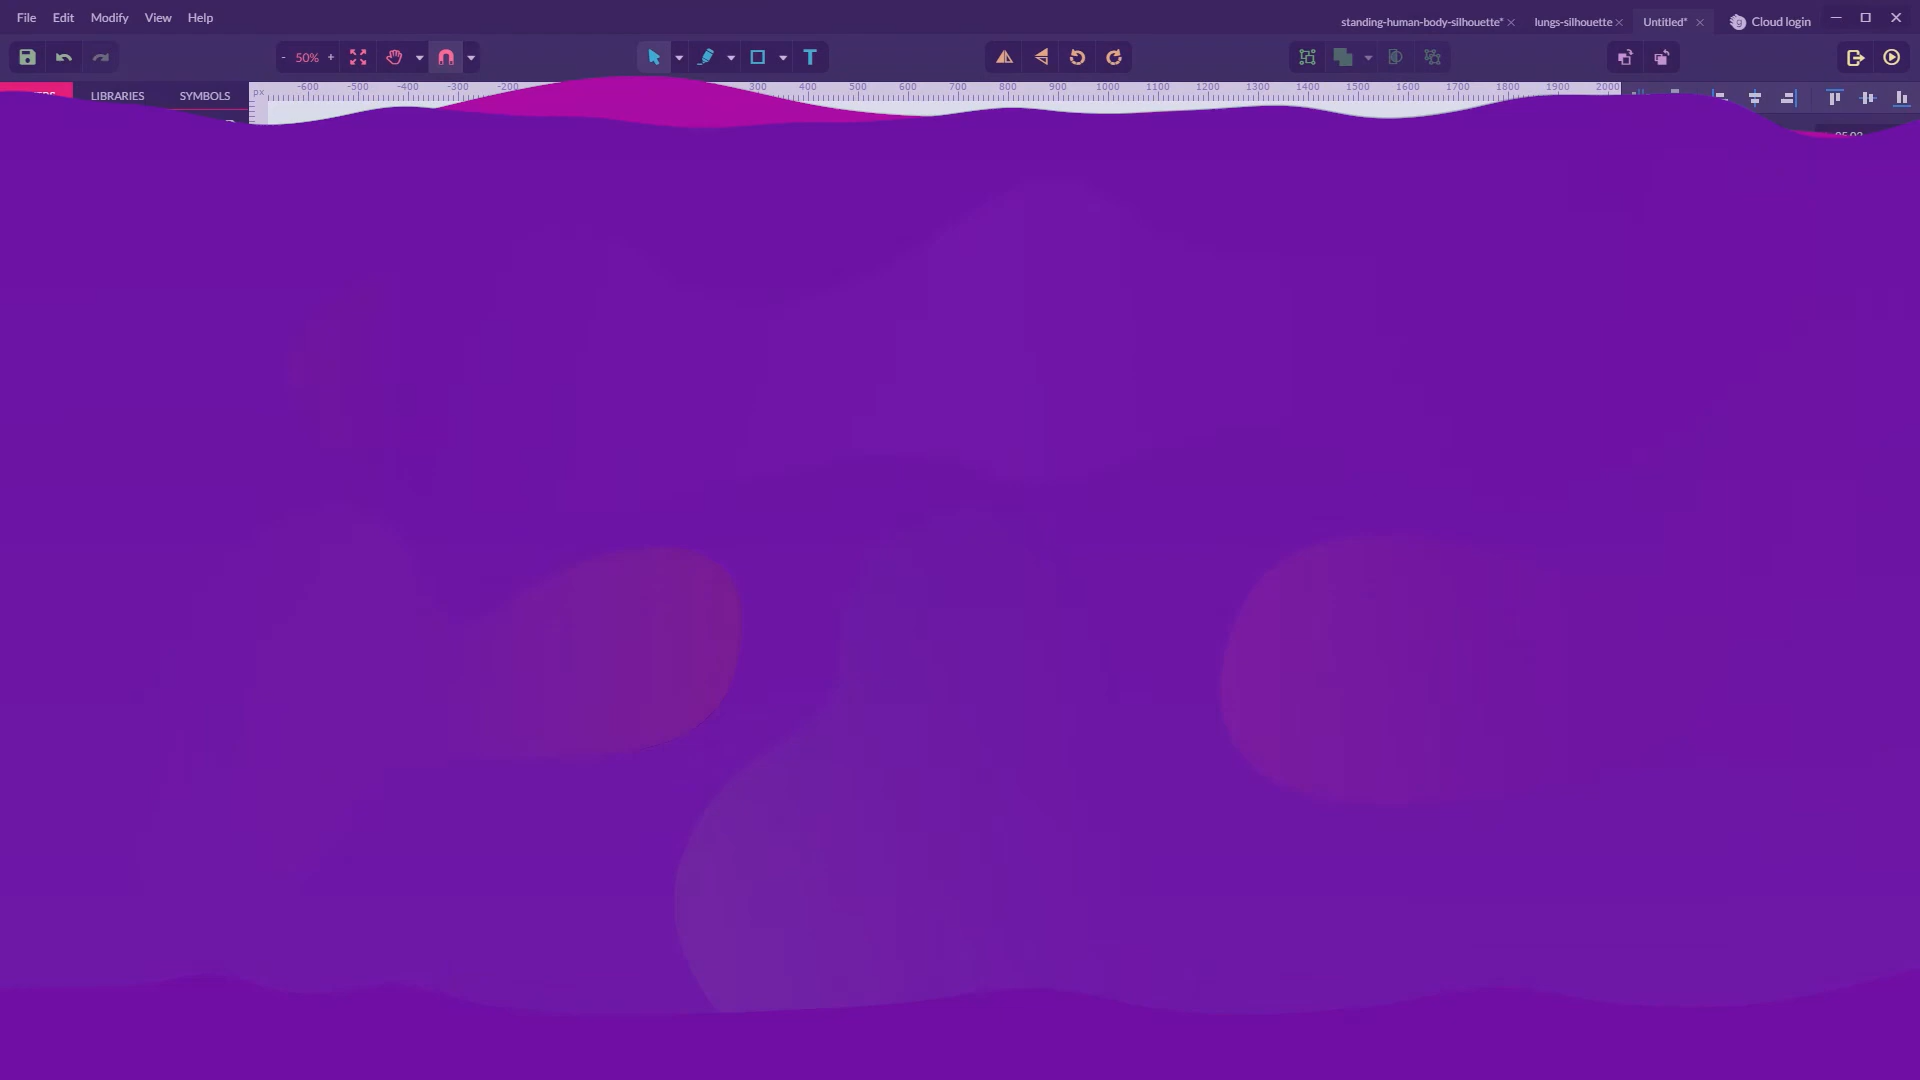 File Edit Modify View Help
standing-human-body-silhouette* lungs-silhouette Untitled* Cloud login
- 50% + T
LIBRARIES SYMBOLS
px -600 -500 -400 -300 -200 300 400 500 600 700 800 900 1000 1100 1200 1300 1400 1500 1600 1700 1800 1900 2000